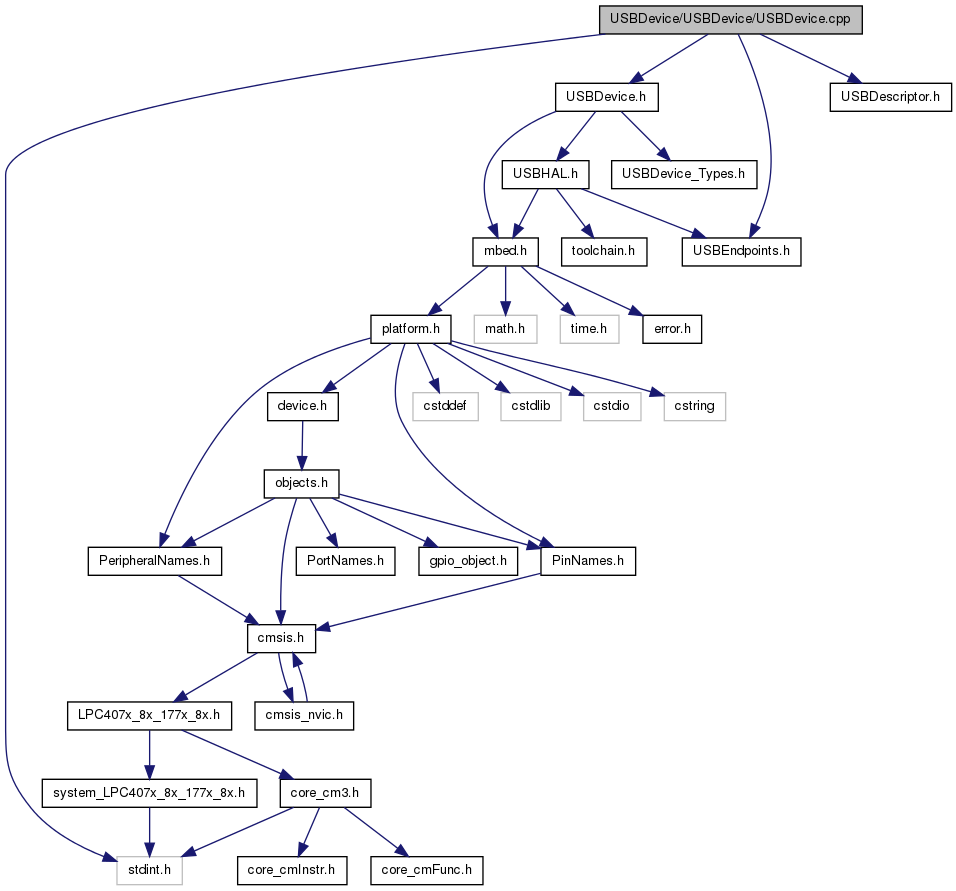 USBDevice/USBDevice/USBDevice.cpp
USBDevice.h
USBDescriptor.h
USBHAL.h
USBDevice_Types.h
mbed.h
toolchain.h
USBEndpoints.h
platform.h
math.h
time.h
error.h
device.h
cstddef
cstdlib
cstdio
cstring
objects.h
PeripheralNames.h
PortNames.h
gpio_object.h
PinNames.h
cmsis.h
LPC407x_8x_177x_8x.h
cmsis_nvic.h
system_LPC407x_8x_177x_8x.h
core_cm3.h
stdint.h
core_cmInstr.h
core_cmFunc.h